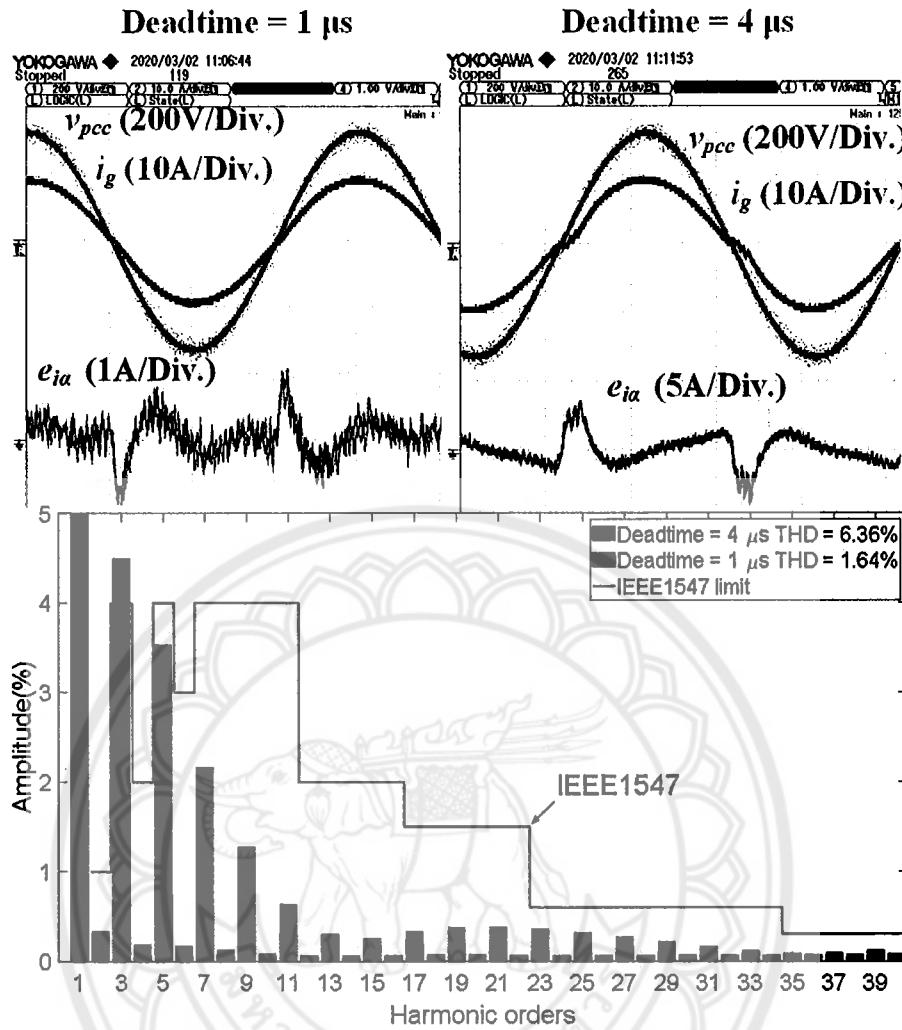 Deadtime = 1 μs
Deadtime = 4 μs
YOKOGAWA ◆ 2020/03/02 11:06:44
Stopped 119
YOKOGAWA ◆ 2020/03/02 11:11:53
Stopped 265
(L) LOGIC(L) (L) State(L)
(L) LOGIC(L) (L) State(L)
v_pcc (200V/Div.)
i_g (10A/Div.)
e_iα (1A/Div.)
v_pcc (200V/Div.)
i_g (10A/Div.)
e_iα (5A/Div.)
Deadtime = 4 μs THD = 6.36%
Deadtime = 1 μs THD = 1.64%
IEEE1547 limit
IEEE1547
Amplitude(%)
5
4
3
2
1
0
1 3 5 7 9 11 13 15 17 19 21 23 25 27 29 31 33 35 37 39
Harmonic orders